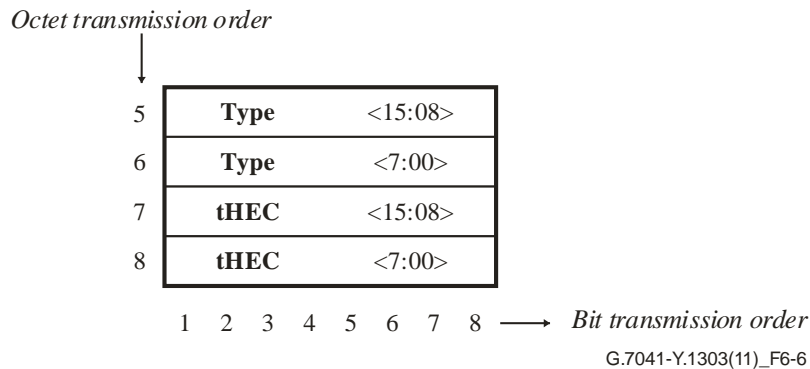 Octet transmission order
5 Type <15:08>
6 Type <7:00>
7 tHEC <15:08>
8 tHEC <7:00>
1 2 3 4 5 6 7 8 Bit transmission order
G.7041-Y.1303(11)_F6-6